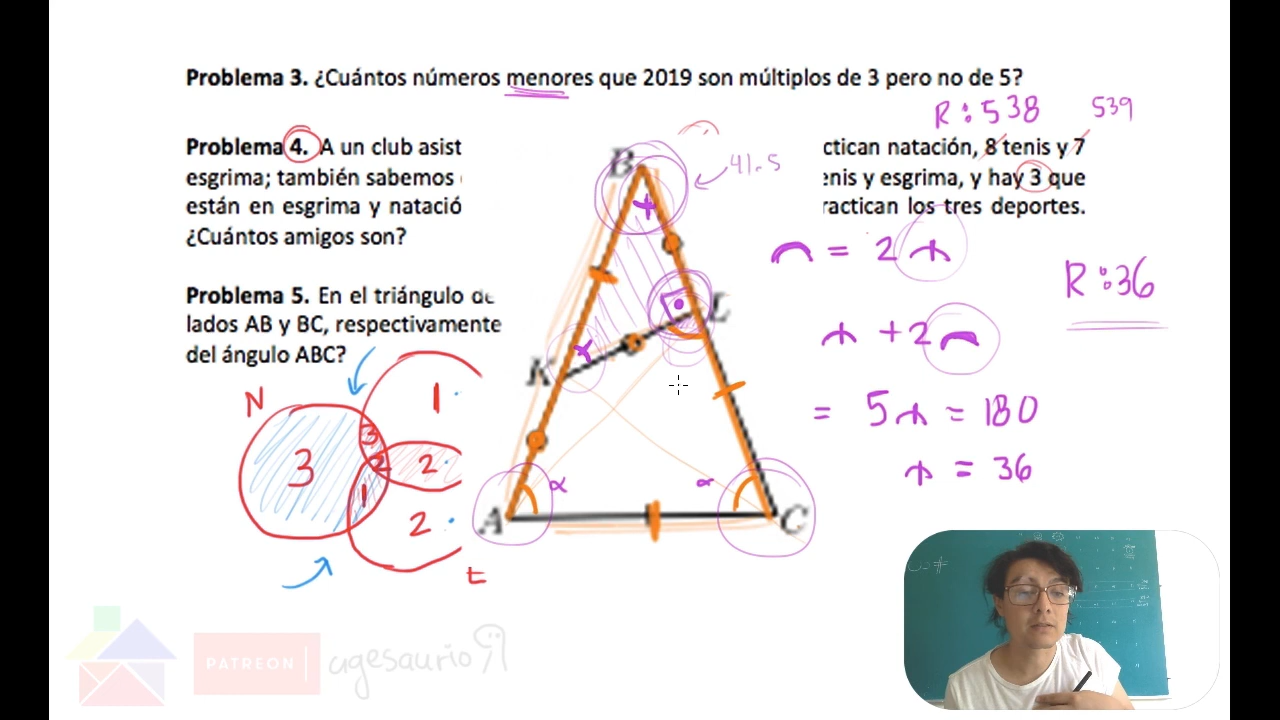 Problema 3. ¿Cuántos números menores que 2019 son múltiplos de 3 pero no de 5?
R:538 539
Problema 4. A un club asist
ctican natación, 8 tenis y 7
esgrima; también sabemos
enis y esgrima, y hay 3 que
están en esgrima y natació
ractican los tres deportes.
¿Cuántos amigos son?
Problema 5. En el triángulo de
lados AB y BC, respectivamente
del ángulo ABC?
B
41.5
L
K
A
C
α
α
= 2
R:36
+2
= 5 = 180
= 36
N
1
3
3
2
2
1
2
t
PATREON
agesaurio